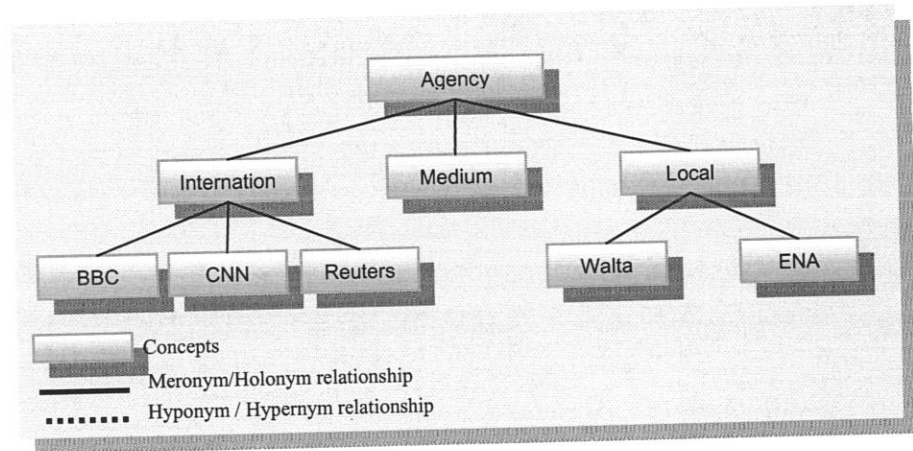 Agency
Internation Medium Local
BBC CNN Reuters Walta ENA
Concepts
Meronym/Holonym relationship
Hyponym / Hypernym relationship